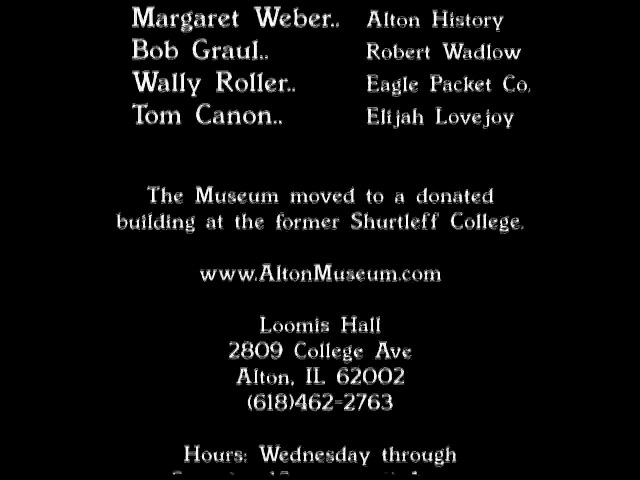 Margaret Weber.. Alton History
Bob Graul.. Robert Wadlow
Wally Roller.. Eagle Packet Co.
Tom Canon.. Elijah Lovejoy
The Museum moved to a donated
building at the former Shurtleff College.
www.AltonMuseum.com
Loomis Hall
2809 College Ave
Alton, IL 62002
(618)462-2763
Hours: Wednesday through